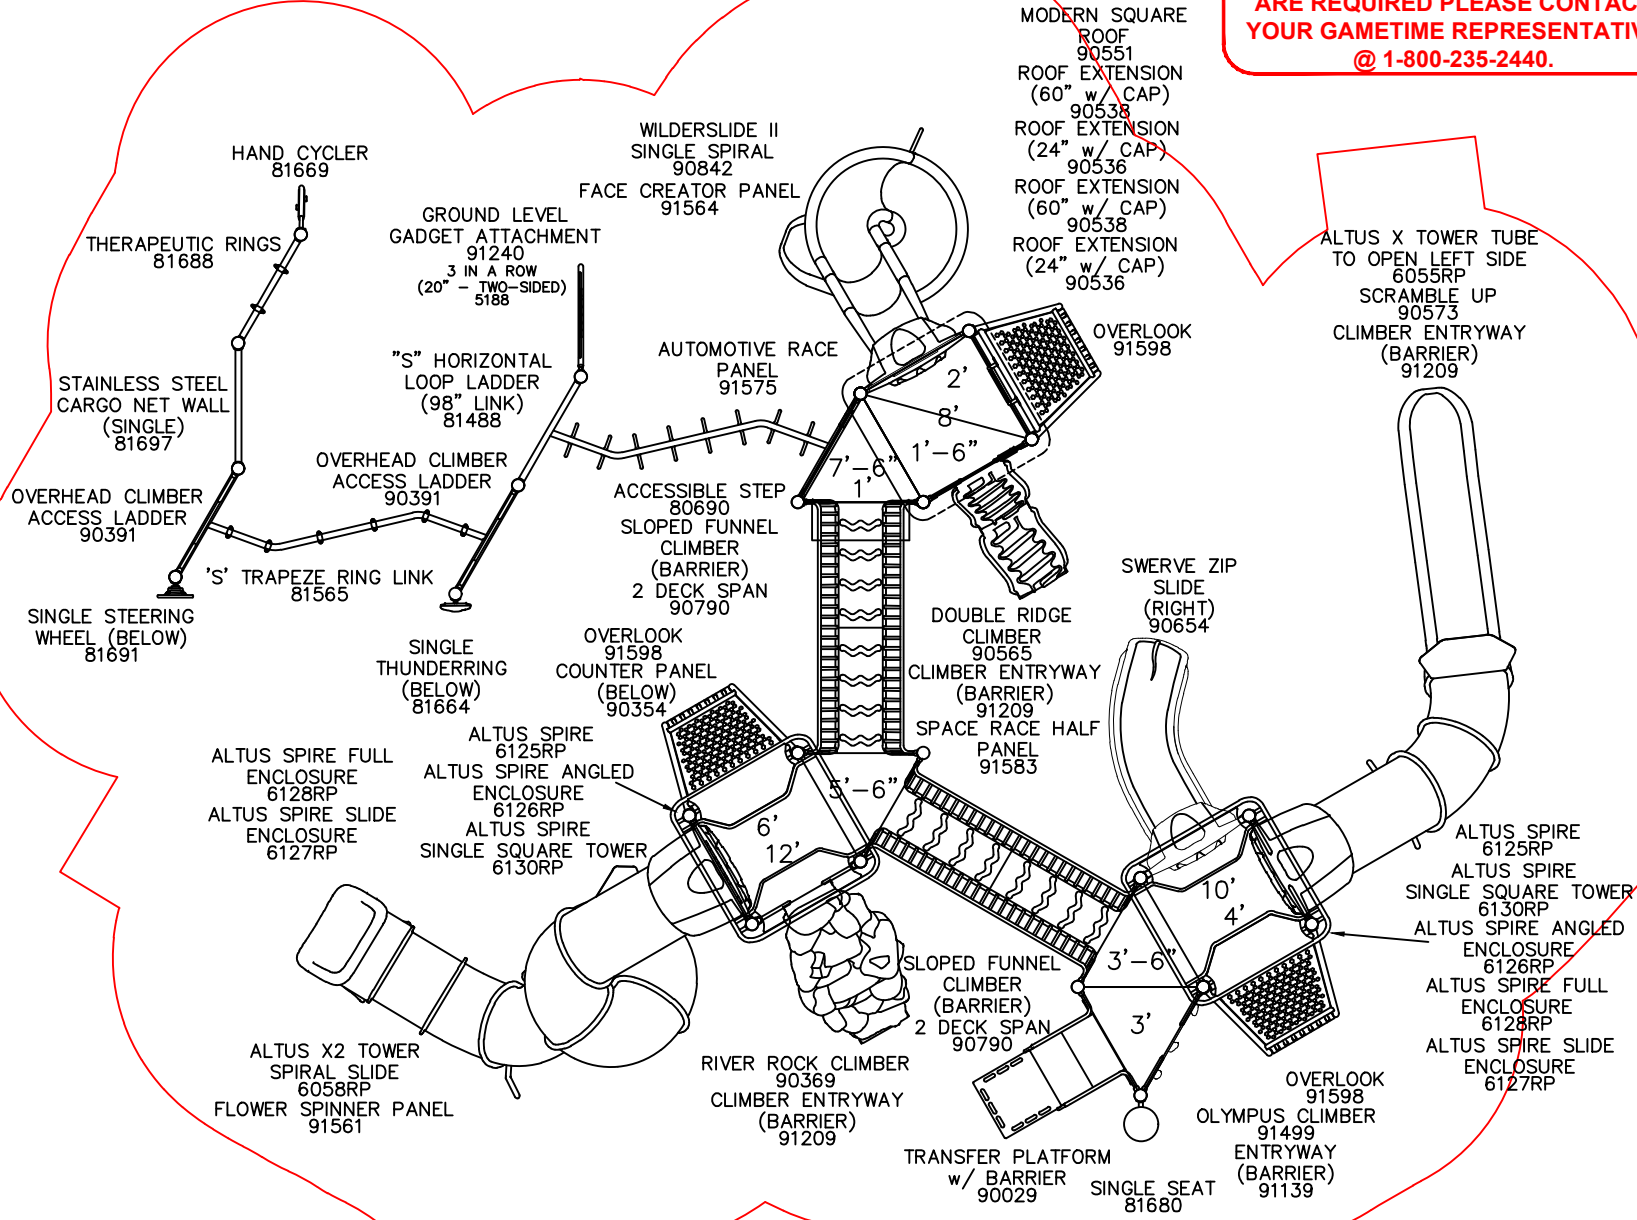 ARE REQUIRED PLEASE CONTAC
YOUR GAMETIME REPRESENTATIV
@ 1-800-235-2440.
MODERN SQUARE
ROOF
90551
ROOF EXTENSION
(60" w/ CAP)
90538
ROOF EXTENSION
(24" w/ CAP)
90536
ROOF EXTENSION
(60" w/ CAP)
90538
ROOF EXTENSION
(24" w/ CAP)
90536
WILDERSLIDE II
SINGLE SPIRAL
90842
FACE CREATOR PANEL
91564
HAND CYCLER
81669
THERAPEUTIC RINGS
81688
GROUND LEVEL
GADGET ATTACHMENT
91240
3 IN A ROW
(20" - TWO-SIDED)
5188
ALTUS X TOWER TUBE
TO OPEN LEFT SIDE
6055RP
SCRAMBLE UP
90573
CLIMBER ENTRYWAY
(BARRIER)
91209
OVERLOOK
91598
AUTOMOTIVE RACE
PANEL
91575
"S" HORIZONTAL
LOOP LADDER
(98" LINK)
81488
STAINLESS STEEL
CARGO NET WALL
(SINGLE)
81697
2'
8'
1'-6"
7'-6"
1'
OVERHEAD CLIMBER
ACCESS LADDER
90391
OVERHEAD CLIMBER
ACCESS LADDER
90391
ACCESSIBLE STEP
80690
SLOPED FUNNEL
CLIMBER
(BARRIER)
2 DECK SPAN
90790
'S' TRAPEZE RING LINK
81565
SINGLE STEERING
WHEEL (BELOW)
81691
SINGLE
THUNDERRING
(BELOW)
81664
OVERLOOK
91598
COUNTER PANEL
(BELOW)
90354
DOUBLE RIDGE
CLIMBER
90565
CLIMBER ENTRYWAY
(BARRIER)
91209
SPACE RACE HALF
PANEL
91583
SWERVE ZIP
SLIDE
(RIGHT)
90654
ALTUS SPIRE FULL
ENCLOSURE
6128RP
ALTUS SPIRE SLIDE
ENCLOSURE
6127RP
ALTUS SPIRE
6125RP
ALTUS SPIRE ANGLED
ENCLOSURE
6126RP
ALTUS SPIRE
SINGLE SQUARE TOWER
6130RP
5'-6"
6'
12'
10'
4'
3'-6"
3'
ALTUS SPIRE
6125RP
ALTUS SPIRE
SINGLE SQUARE TOWER
6130RP
ALTUS SPIRE ANGLED
ENCLOSURE
6126RP
ALTUS SPIRE FULL
ENCLOSURE
6128RP
ALTUS SPIRE SLIDE
ENCLOSURE
6127RP
SLOPED FUNNEL
CLIMBER
(BARRIER)
2 DECK SPAN
90790
ALTUS X2 TOWER
SPIRAL SLIDE
6058RP
FLOWER SPINNER PANEL
91561
RIVER ROCK CLIMBER
90369
CLIMBER ENTRYWAY
(BARRIER)
91209
OVERLOOK
91598
OLYMPUS CLIMBER
91499
ENTRYWAY
(BARRIER)
91139
TRANSFER PLATFORM
w/ BARRIER
90029
SINGLE SEAT
81680